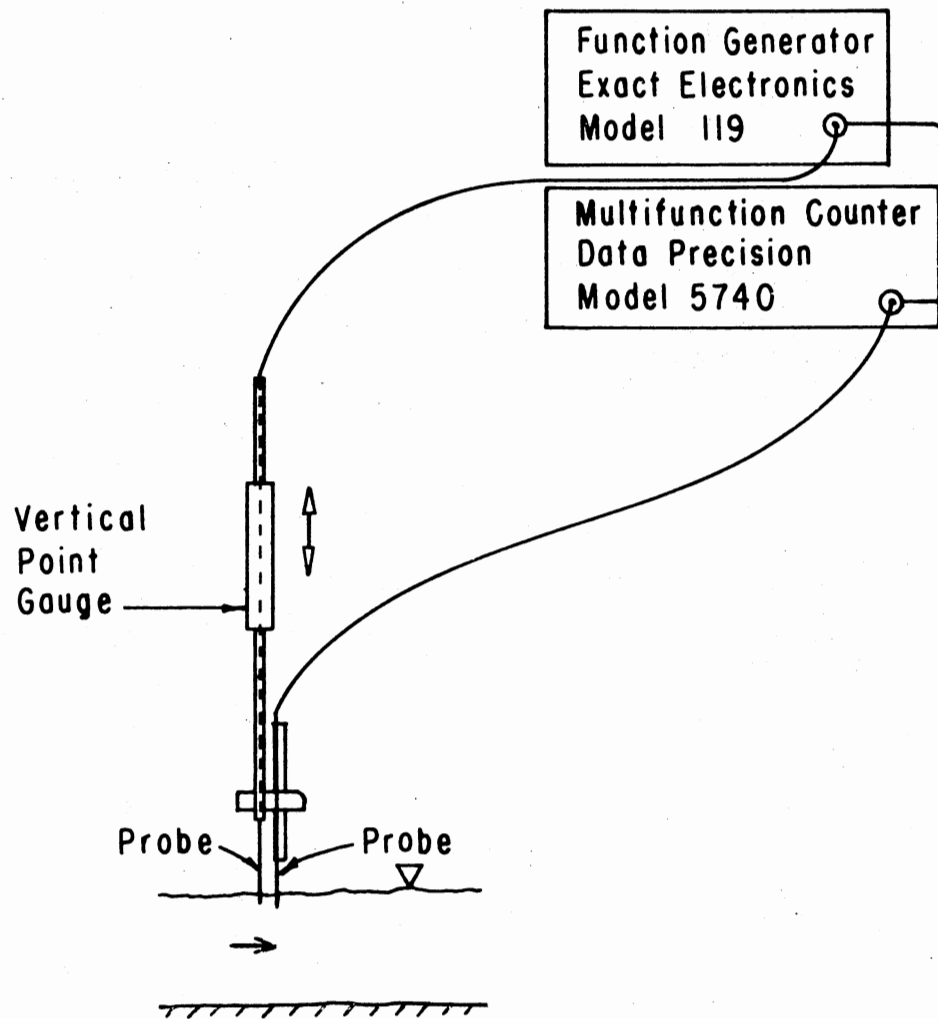 Function Generator
Exact Electronics
Model 119
Multifunction Counter
Data Precision
Model 5740
Vertical
Point
Gauge
Probe
Probe